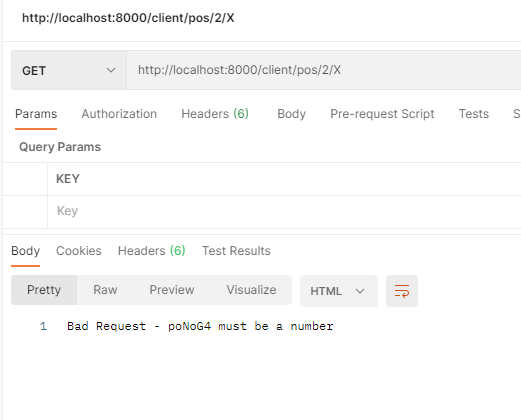 http://localhost:8000/client/pos/2/X
GET http://localhost:8000/client/pos/2/X
Params Authorization Headers (6) Body Pre-request Script Tests S
Query Params
KEY
Key
Body Cookies Headers (6) Test Results
Pretty Raw Preview Visualize HTML
1 Bad Request - poNoG4 must be a number